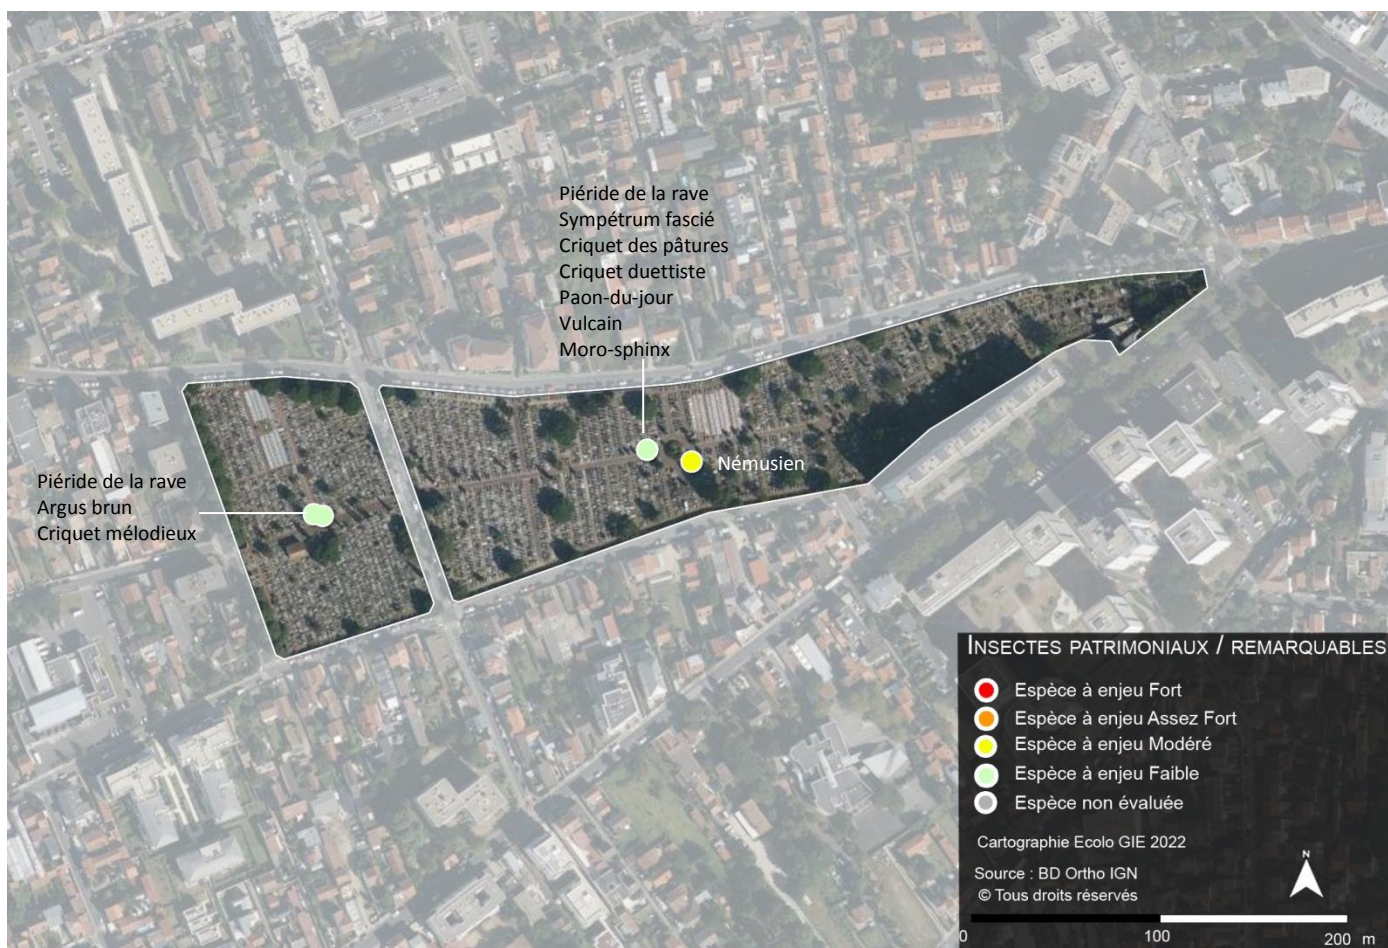 Piéride de la rave
Sympétrum fascié
Criquet des pâtures
Criquet duettiste
Paon-du-jour
Vulcain
Moro-sphinx
Némusien
Piéride de la rave
Argus brun
Criquet mélodieux
INSECTES PATRIMONIAUX / REMARQUABLES
Espèce à enjeu Fort
Espèce à enjeu Assez Fort
Espèce à enjeu Modéré
Espèce à enjeu Faible
Espèce non évaluée
Cartographie Ecolo GIE 2022
Source : BD Ortho IGN
© Tous droits réservés
N
0 100 200 m